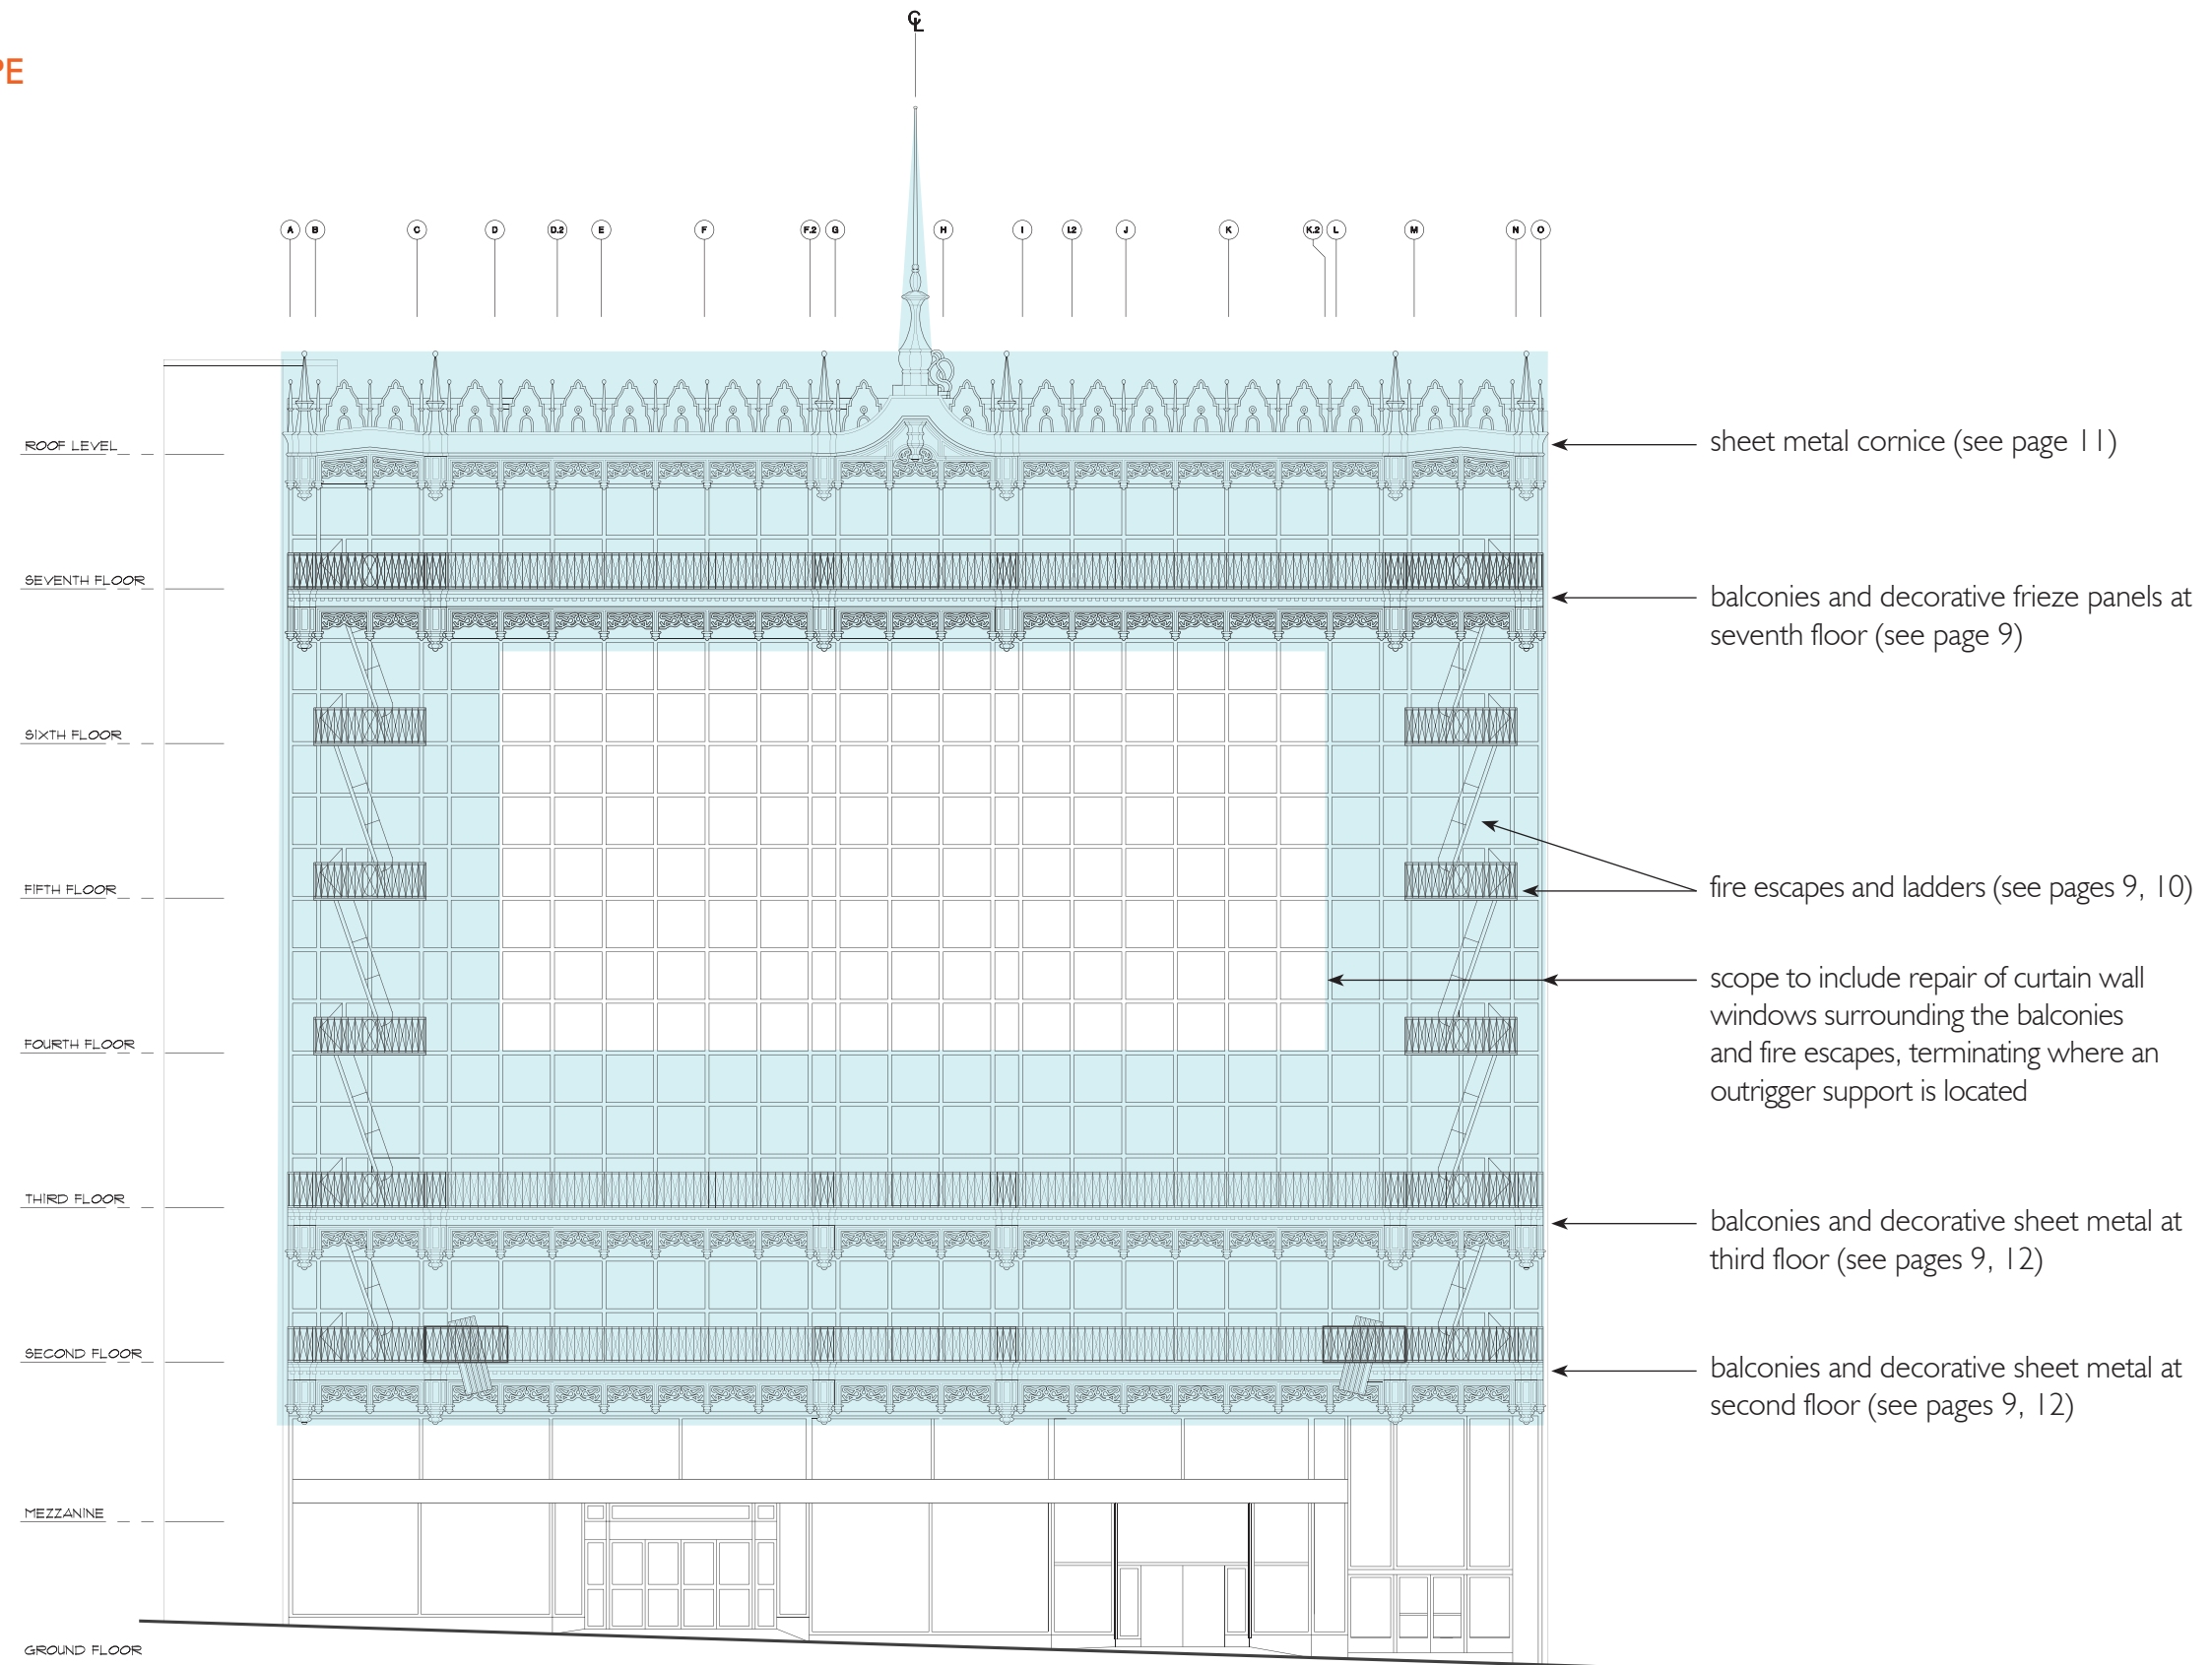 PE
℄
A B C D D.2 E F F.2 G H I I.2 J K K.2 L M N O
ROOF LEVEL
sheet metal cornice (see page 11)
SEVENTH FLOOR
balconies and decorative frieze panels at
seventh floor (see page 9)
SIXTH FLOOR
FIFTH FLOOR
fire escapes and ladders (see pages 9, 10)
scope to include repair of curtain wall
windows surrounding the balconies
and fire escapes, terminating where an
outrigger support is located
FOURTH FLOOR
THIRD FLOOR
balconies and decorative sheet metal at
third floor (see pages 9, 12)
SECOND FLOOR
balconies and decorative sheet metal at
second floor (see pages 9, 12)
MEZZANINE
GROUND FLOOR